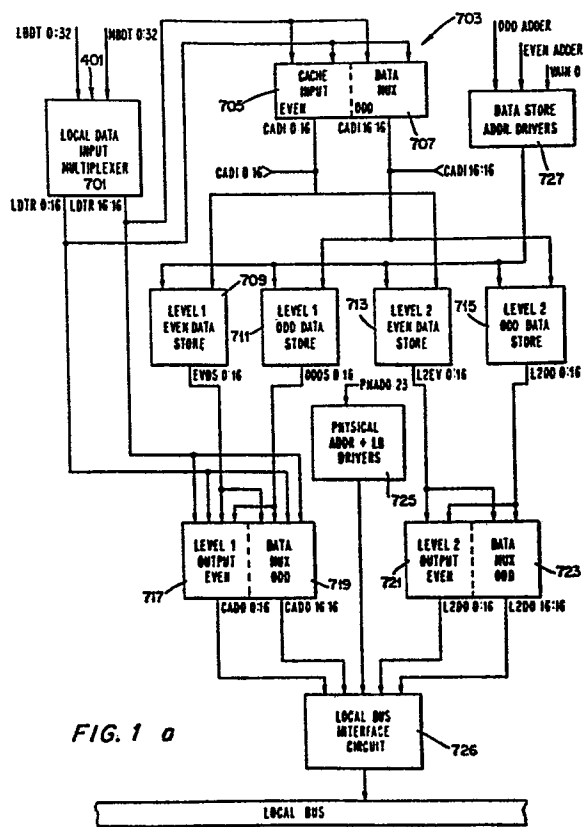 LBDT 0:32
MBDT 0:32
401
703
ODD ADDER
EVEN ADDER
LOCAL DATA
INPUT
MULTIPLEXER
701
705
CACHE
INPUT
EVEN
DATA
MUX
ODD
707
DATA STORE
ADDR. DRIVERS
727
LDTR 0:16
LDTR 16:16
CADI 0:16
CADI 16:16
CADI 0:16
CADI 16:16
709
LEVEL 1
EVEN DATA
STORE
711
LEVEL 1
ODD DATA
STORE
713
LEVEL 2
EVEN DATA
STORE
715
LEVEL 2
ODD DATA
STORE
EVDS 0:16
ODDS 0:16
L2EV 0:16
L2OD 0:16
PHADO 23
PHYSICAL
ADDR + LB
DRIVERS
725
717
LEVEL 1
OUTPUT
EVEN
DATA
MUX
ODD
719
721
LEVEL 2
OUTPUT
EVEN
DATA
MUX
ODD
723
CADO 0:16
CADO 16:16
L2DO 0:16
L2DO 16:16
FIG. 1 a
LOCAL BUS
INTERFACE
CIRCUIT
726
LOCAL BUS